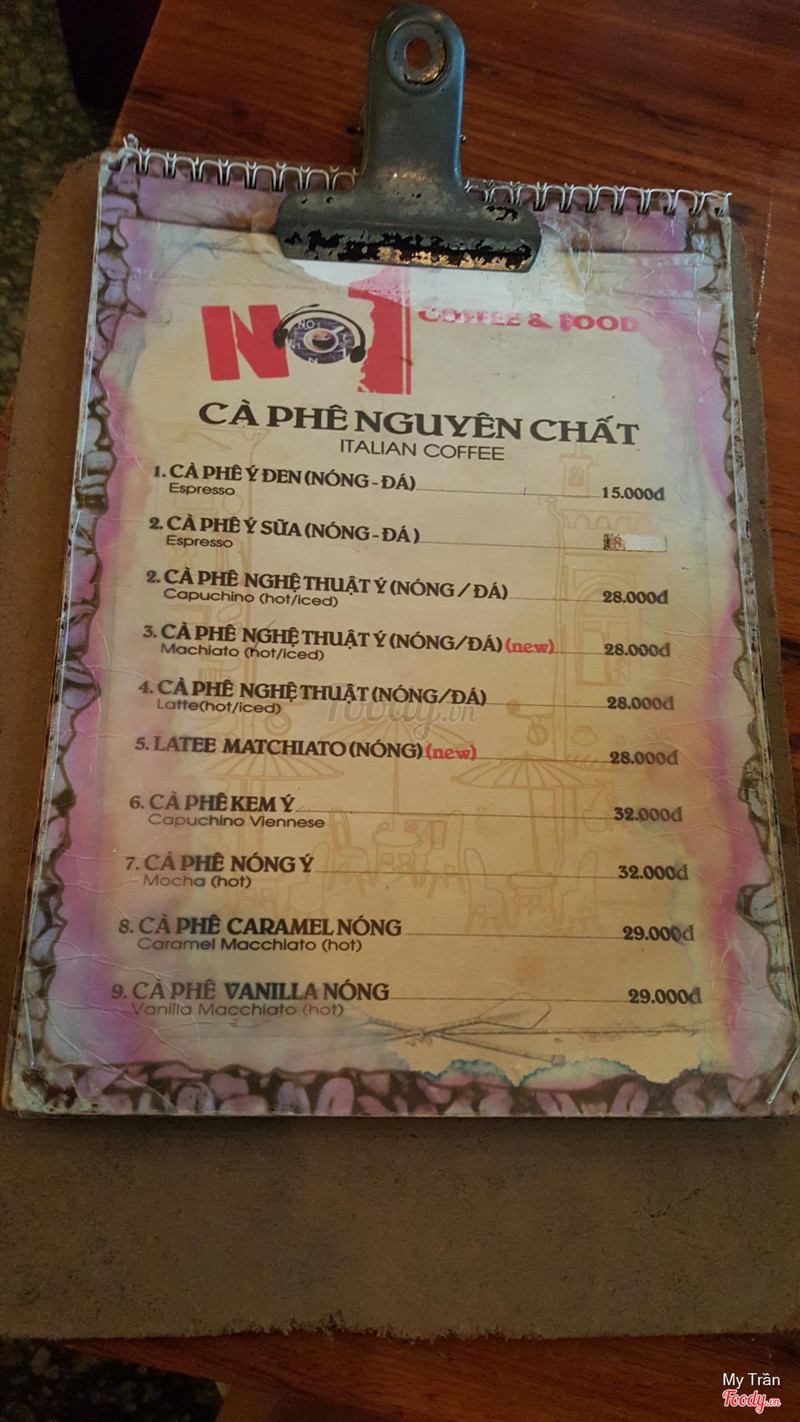 NO1
COFFEE & FOOD
CÀ PHÊ NGUYÊN CHẤT
ITALIAN COFFEE
1. CÀ PHÊ Ý ĐEN (NÓNG - ĐÁ) 15.000đ
Espresso
2. CÀ PHÊ Ý SỮA (NÓNG - ĐÁ )
Espresso
2. CÀ PHÊ NGHỆ THUẬT Ý (NÓNG / ĐÁ) 28.000đ
Capuchino (hot/iced)
3. CÀ PHÊ NGHỆ THUẬT Ý (NÓNG/ĐÁ) (new) 28.000đ
Machiato (hot/iced)
4. CÀ PHÊ NGHỆ THUẬT (NÓNG/ĐÁ) 28.000đ
Latte(hot/iced)
Foody.vn
5. LATEE MATCHIATO (NÓNG) (new) 28.000đ
6. CÀ PHÊ KEM Ý 32.000đ
Capuchino Viennese
7. CÀ PHÊ NÓNG Ý 32.000đ
Mocha (hot)
8. CÀ PHÊ CARAMEL NÓNG 29.000đ
Caramel Macchiato (hot)
9. CÀ PHÊ VANILLA NÓNG 29.000đ
Vanilla Macchiato (hot)
My Trần
Foody.vn